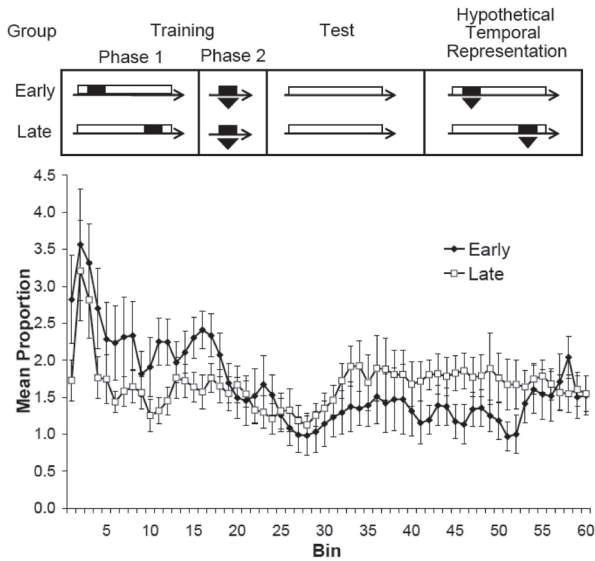 Group
Training
Test
Hypothetical
Temporal
Representation
Phase 1
Phase 2
Early
Late
4.5
4.0
3.5
3.0
2.5
2.0
1.5
1.0
0.5
0.0
Mean Proportion
Early
Late
5 10 15 20 25 30 35 40 45 50 55 60
Bin